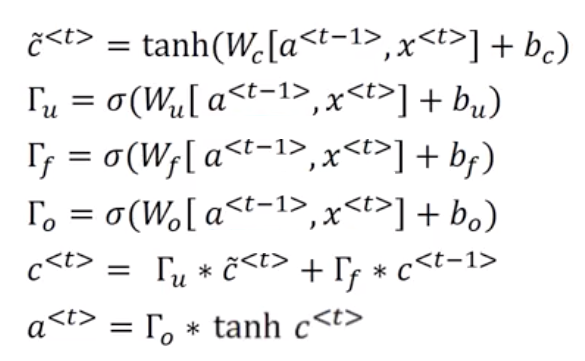 c̃^{<t>} = tanh(W_c[a^{<t−1>}, x^{<t>}] + b_c)
Γ_u = σ(W_u[ a^{<t−1>}, x^{<t>}] + b_u)
Γ_f = σ(W_f[ a^{<t−1>}, x^{<t>}] + b_f)
Γ_o = σ(W_o[ a^{<t−1>}, x^{<t>}] + b_o)
c^{<t>} = Γ_u * c̃^{<t>} + Γ_f * c^{<t−1>}
a^{<t>} = Γ_o * tanh c^{<t>}